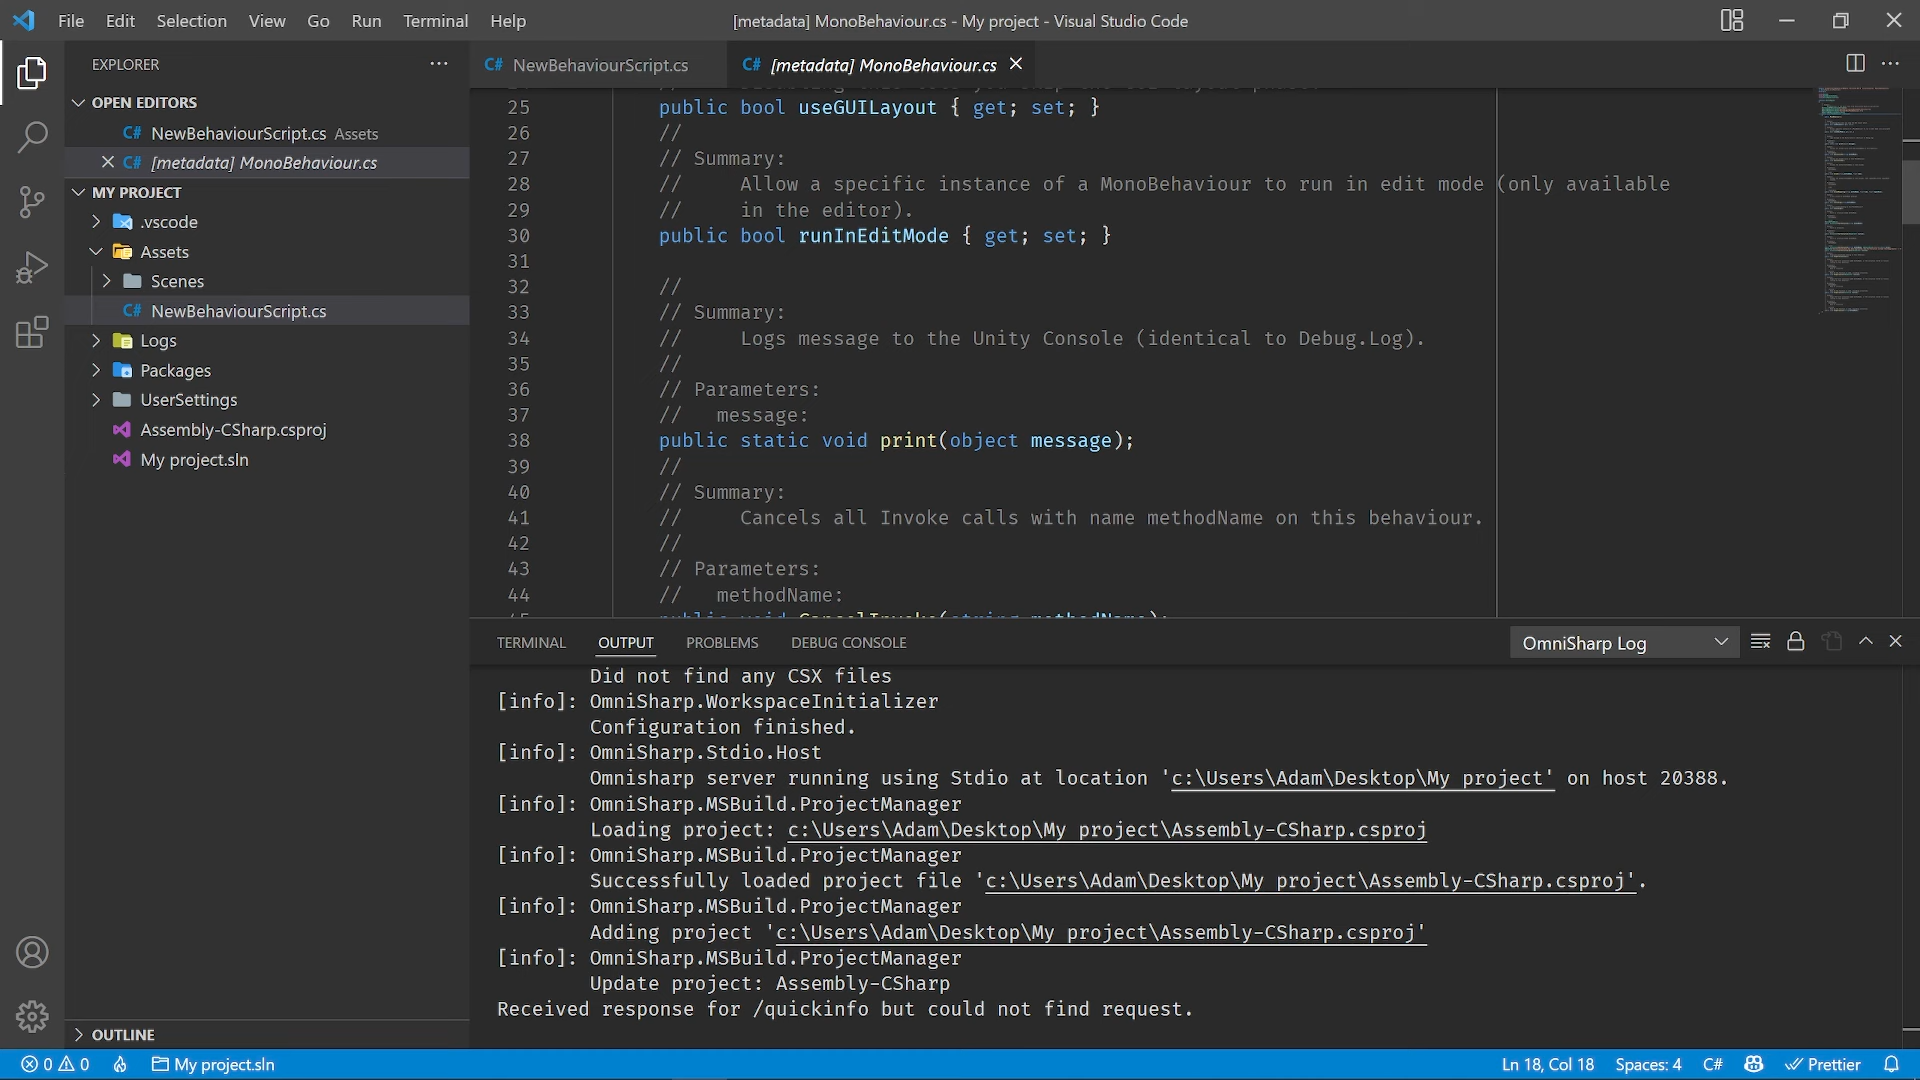 File Edit Selection View Go Run Terminal Help
[metadata] MonoBehaviour.cs - My project - Visual Studio Code
EXPLORER
OPEN EDITORS
C# NewBehaviourScript.cs Assets
C# [metadata] MonoBehaviour.cs
MY PROJECT
.vscode
Assets
Scenes
C# NewBehaviourScript.cs
Logs
Packages
UserSettings
Assembly-CSharp.csproj
My project.sln
OUTLINE
C# NewBehaviourScript.cs
C# [metadata] MonoBehaviour.cs
25 public bool useGUILayout { get; set; }
26 //
27 // Summary:
28 //     Allow a specific instance of a MonoBehaviour to run in edit mode (only available
29 //     in the editor).
30 public bool runInEditMode { get; set; }
31
32 //
33 // Summary:
34 //     Logs message to the Unity Console (identical to Debug.Log).
35 //
36 // Parameters:
37 //   message:
38 public static void print(object message);
39 //
40 // Summary:
41 //     Cancels all Invoke calls with name methodName on this behaviour.
42 //
43 // Parameters:
44 //   methodName:
45 public void CancelInvoke(string methodName);
TERMINAL OUTPUT PROBLEMS DEBUG CONSOLE
OmniSharp Log
Did not find any CSX files
[info]: OmniSharp.WorkspaceInitializer
Configuration finished.
[info]: OmniSharp.Stdio.Host
Omnisharp server running using Stdio at location 'c:\Users\Adam\Desktop\My project' on host 20388.
[info]: OmniSharp.MSBuild.ProjectManager
Loading project: c:\Users\Adam\Desktop\My project\Assembly-CSharp.csproj
[info]: OmniSharp.MSBuild.ProjectManager
Successfully loaded project file 'c:\Users\Adam\Desktop\My project\Assembly-CSharp.csproj'.
[info]: OmniSharp.MSBuild.ProjectManager
Adding project 'c:\Users\Adam\Desktop\My project\Assembly-CSharp.csproj'
[info]: OmniSharp.MSBuild.ProjectManager
Update project: Assembly-CSharp
Received response for /quickinfo but could not find request.
0 0 My project.sln
Ln 18, Col 18 Spaces: 4 C# Prettier